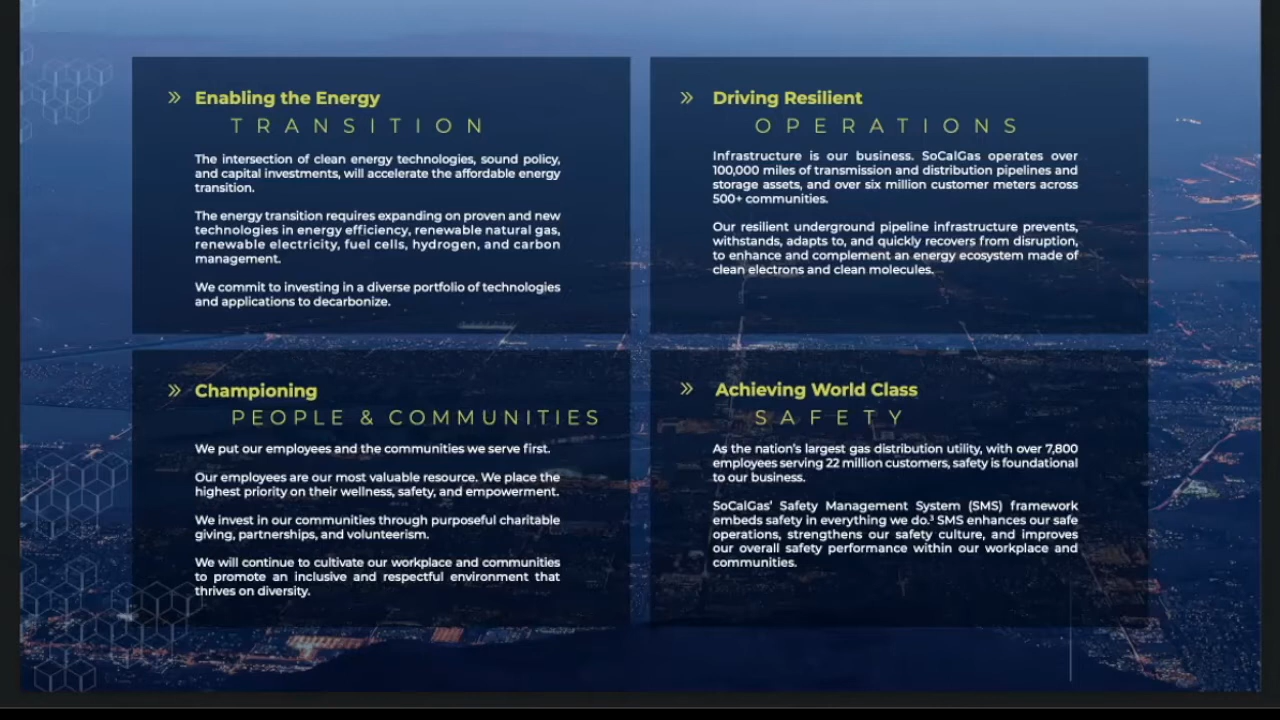 Enabling the Energy
TRANSITION
The intersection of clean energy technologies, sound policy,
and capital investments, will accelerate the affordable energy
transition.
The energy transition requires expanding on proven and new
technologies in energy efficiency, renewable natural gas,
renewable electricity, fuel cells, hydrogen, and carbon
management.
We commit to investing in a diverse portfolio of technologies
and applications to decarbonize.
Driving Resilient
OPERATIONS
Infrastructure is our business. SoCalGas operates over
100,000 miles of transmission and distribution pipelines and
storage assets, and over six million customer meters across
500+ communities.
Our resilient underground pipeline infrastructure prevents,
withstands, adapts to, and quickly recovers from disruption,
to enhance and complement an energy ecosystem made of
clean electrons and clean molecules.
Championing
PEOPLE & COMMUNITIES
We put our employees and the communities we serve first.
Our employees are our most valuable resource. We place the
highest priority on their wellness, safety, and empowerment.
We invest in our communities through purposeful charitable
giving, partnerships, and volunteerism.
We will continue to cultivate our workplace and communities
to promote an inclusive and respectful environment that
thrives on diversity.
Achieving World Class
SAFETY
As the nation's largest gas distribution utility, with over 7,800
employees serving 22 million customers, safety is foundational
to our business.
SoCalGas' Safety Management System (SMS) framework
embeds safety in everything we do.³ SMS enhances our safe
operations, strengthens our safety culture, and improves
our overall safety performance within our workplace and
communities.